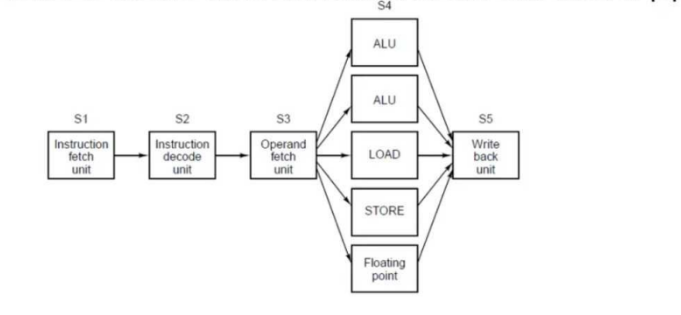 S4
ALU
ALU
S1
S2
S3
S5
Instruction
fetch
unit
Instruction
decode
unit
Operand
fetch
unit
LOAD
Write
back
unit
STORE
Floating
point